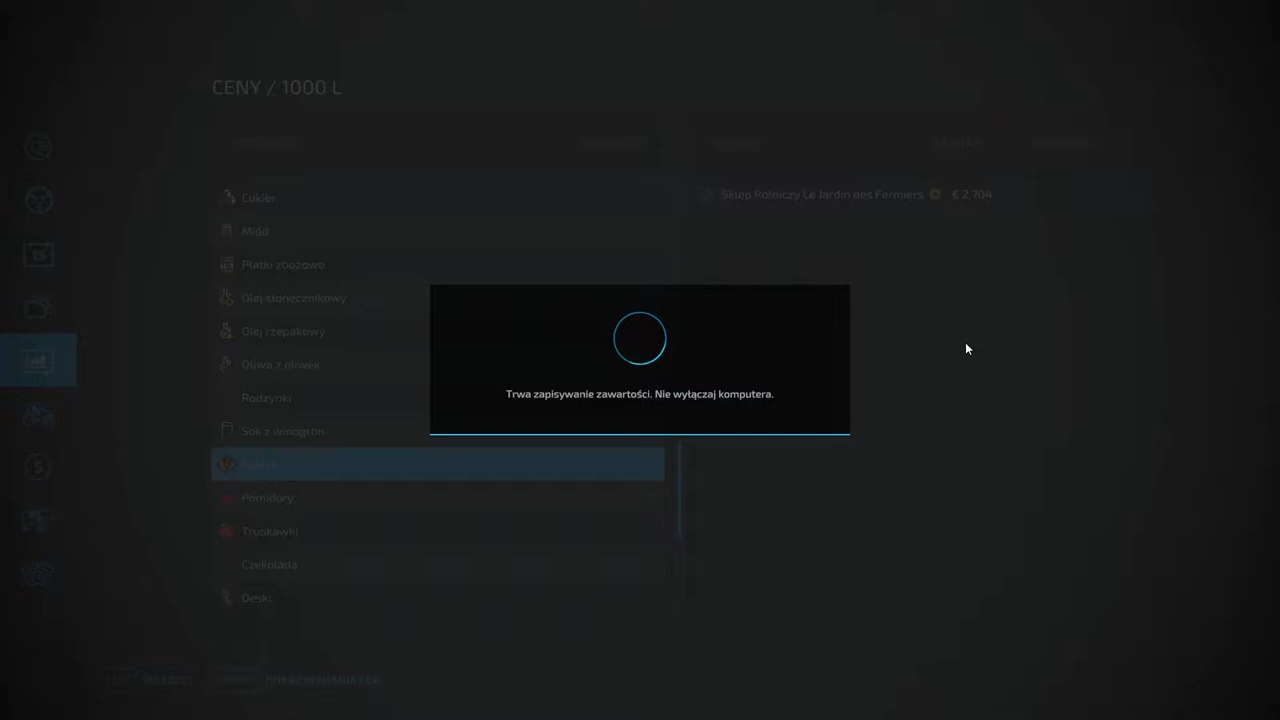 CENY / 1000 L
Cukier
Miód
Płatki zbożowe
Olej słonecznikowy
Olej rzepakowy
Oliwa z oliwek
Rodzynki
Sok z winogron
Pomidory
Truskawki
Czekolada
Deski
Sklep Rolniczy Le Jardin des Fermiers € 2,704
Trwa zapisywanie zawartości. Nie wyłączaj komputera.
15